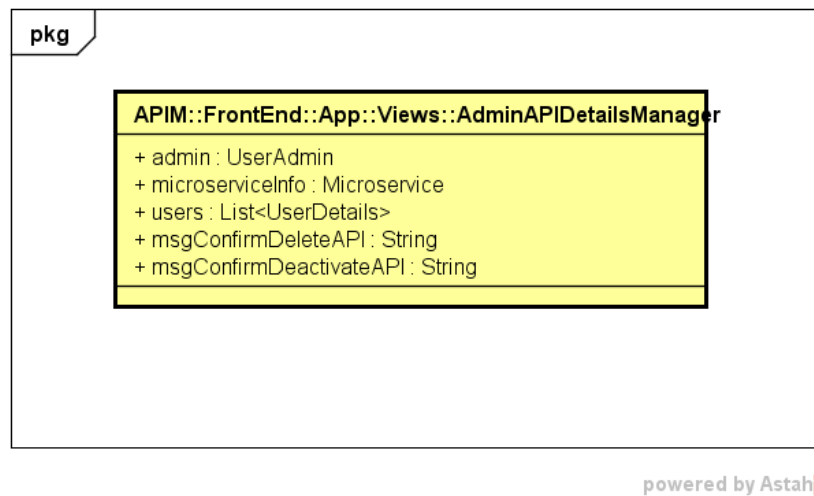 pkg
APIM::FrontEnd::App::Views::AdminAPIDetailsManager
+ admin : UserAdmin
+ microserviceInfo : Microservice
+ users : List<UserDetails>
+ msgConfirmDeleteAPI : String
+ msgConfirmDeactivateAPI : String
powered by Astah